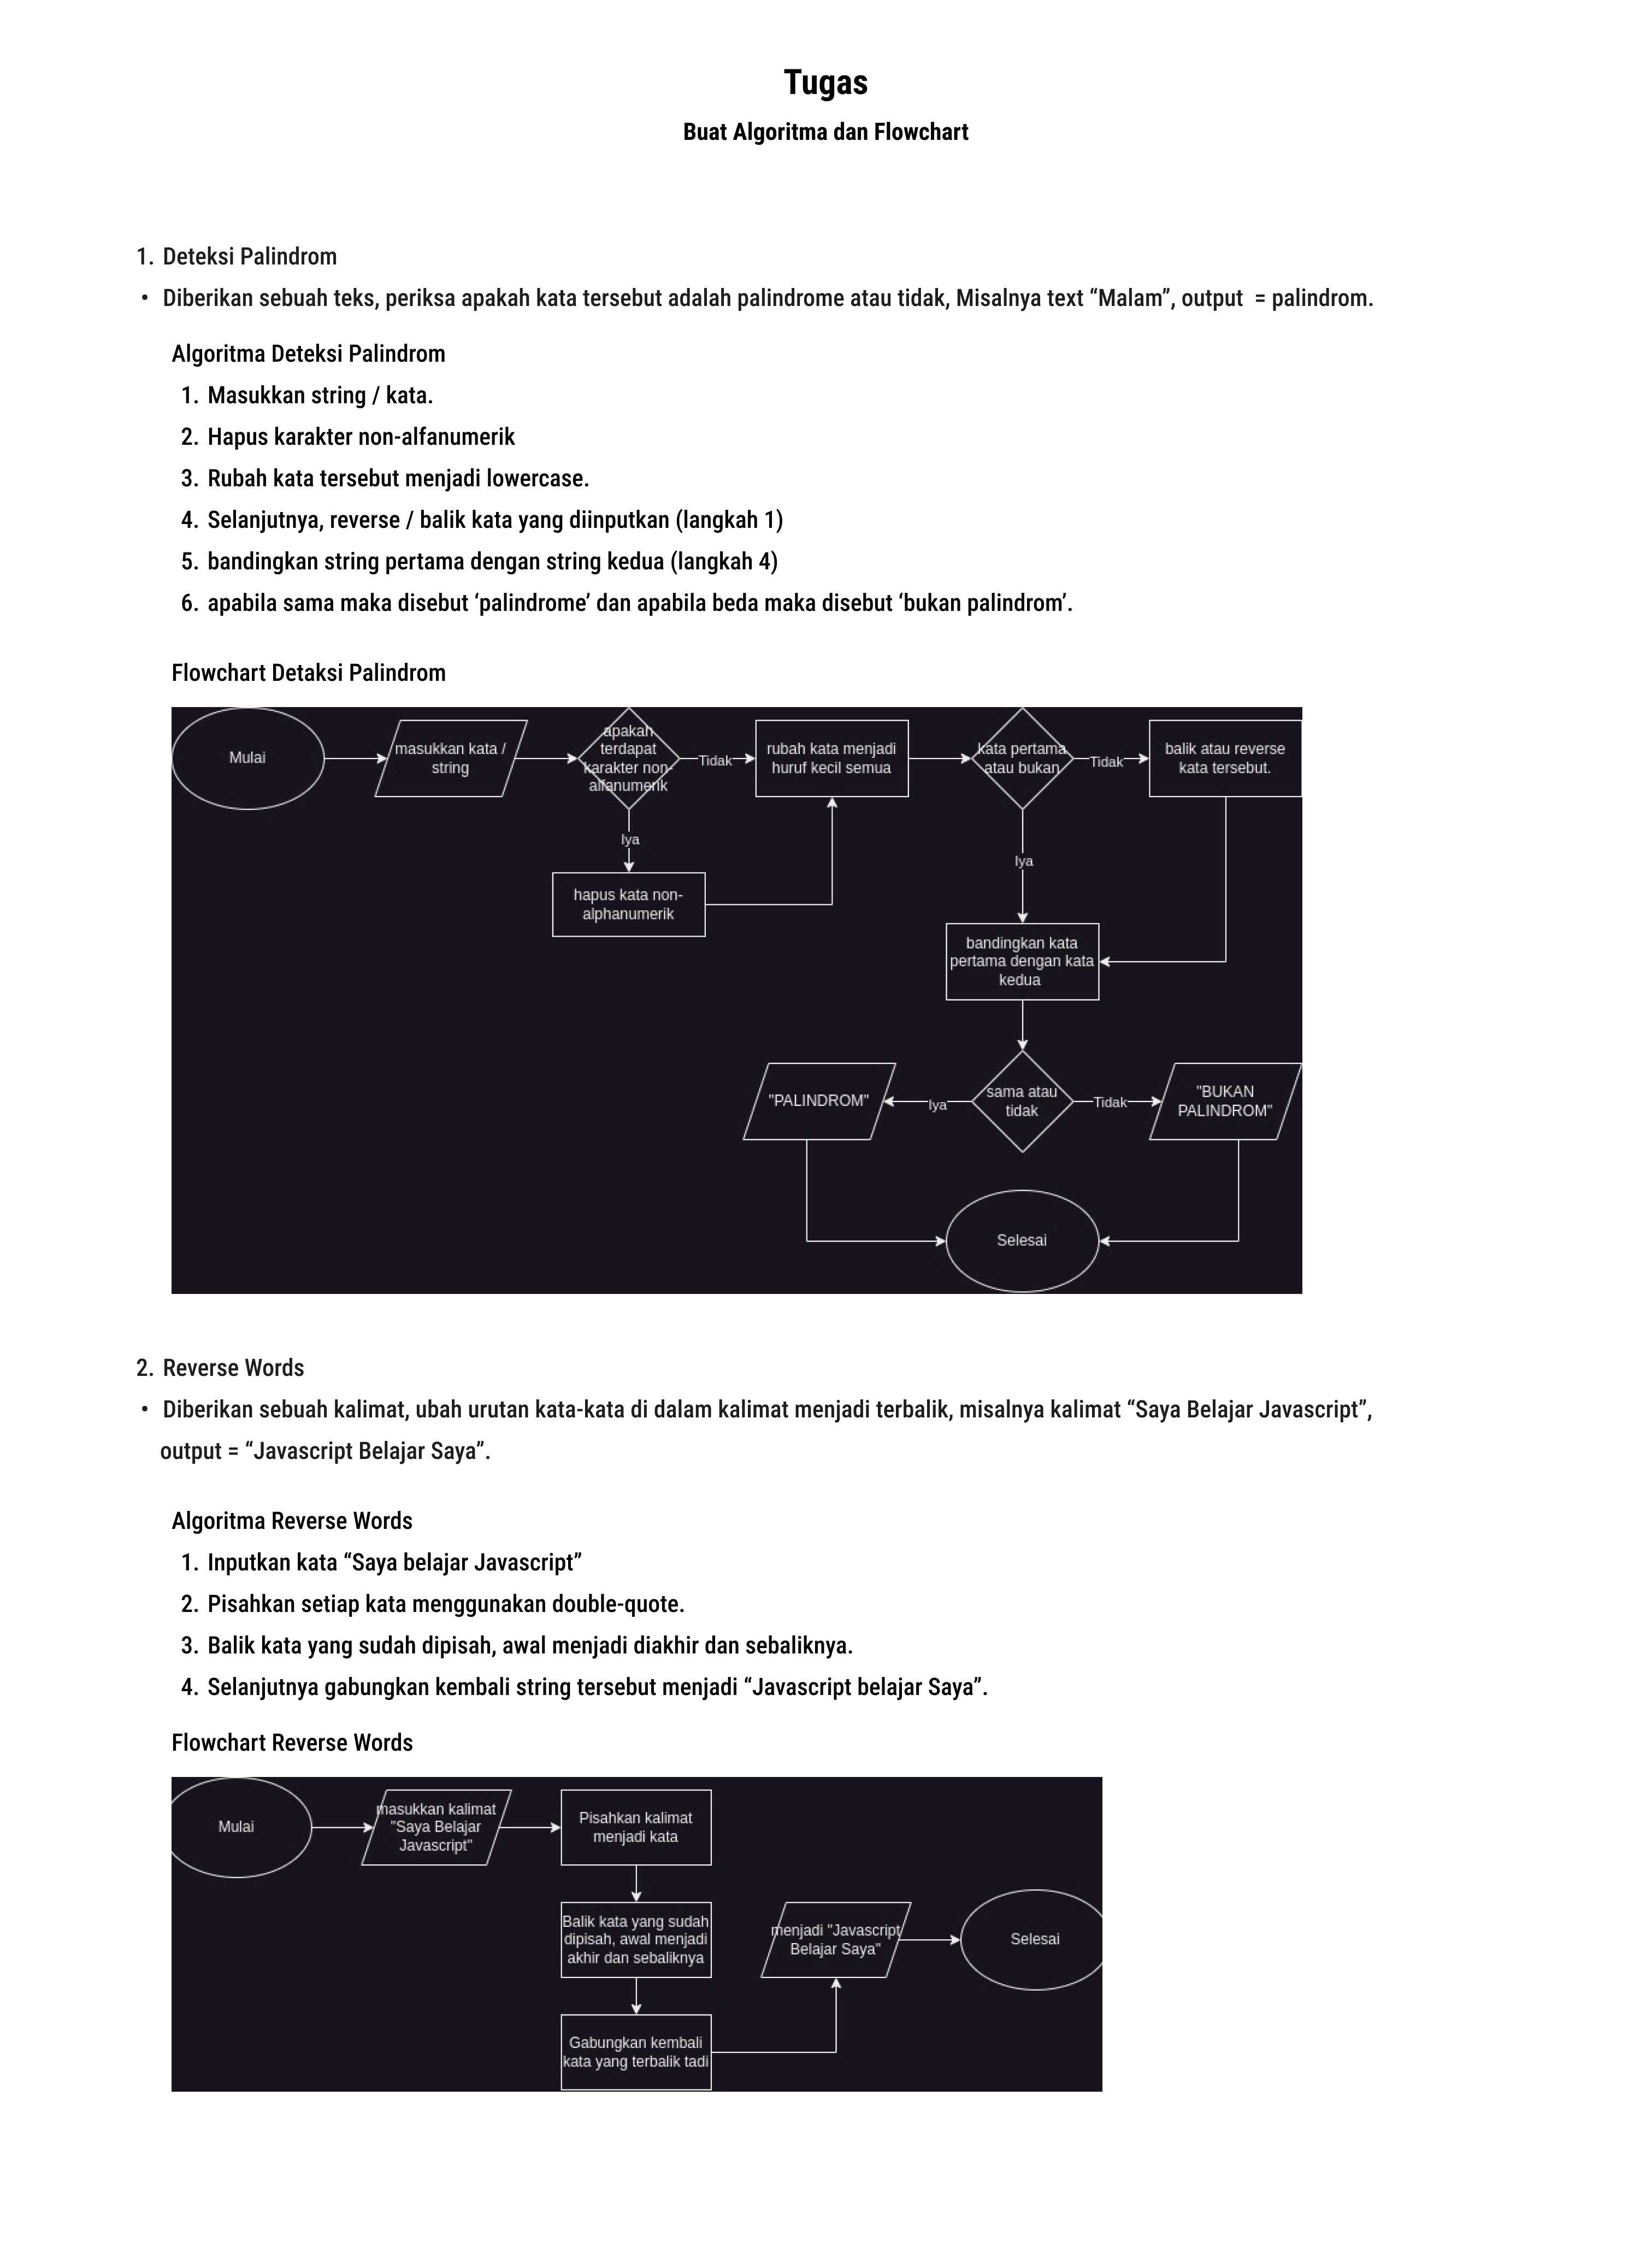 Tugas
Buat Algoritma dan Flowchart
1. Deteksi Palindrom
• Diberikan sebuah teks, periksa apakah kata tersebut adalah palindrome atau tidak, Misalnya text “Malam”, output = palindrom.
Algoritma Deteksi Palindrom
1. Masukkan string / kata.
2. Hapus karakter non-alfanumerik
3. Rubah kata tersebut menjadi lowercase.
4. Selanjutnya, reverse / balik kata yang diinputkan (langkah 1)
5. bandingkan string pertama dengan string kedua (langkah 4)
6. apabila sama maka disebut ‘palindrome’ dan apabila beda maka disebut ‘bukan palindrom’.
Flowchart Detaksi Palindrom
Mulai
masukkan kata /
string
apakah
terdapat
karakter non-
alfanumerik
Tidak
rubah kata menjadi
huruf kecil semua
kata pertama
atau bukan
Tidak
balik atau reverse
kata tersebut.
Iya
hapus kata non-
alphanumerik
Iya
bandingkan kata
pertama dengan kata
kedua
"PALINDROM"
Iya
sama atau
tidak
Tidak
"BUKAN
PALINDROM"
Selesai
2. Reverse Words
• Diberikan sebuah kalimat, ubah urutan kata-kata di dalam kalimat menjadi terbalik, misalnya kalimat “Saya Belajar Javascript”,
output = “Javascript Belajar Saya”.
Algoritma Reverse Words
1. Inputkan kata “Saya belajar Javascript”
2. Pisahkan setiap kata menggunakan double-quote.
3. Balik kata yang sudah dipisah, awal menjadi diakhir dan sebaliknya.
4. Selanjutnya gabungkan kembali string tersebut menjadi “Javascript belajar Saya”.
Flowchart Reverse Words
Mulai
masukkan kalimat
"Saya Belajar
Javascript"
Pisahkan kalimat
menjadi kata
Balik kata yang sudah
dipisah, awal menjadi
akhir dan sebaliknya
Gabungkan kembali
kata yang terbalik tadi
menjadi "Javascript
Belajar Saya"
Selesai